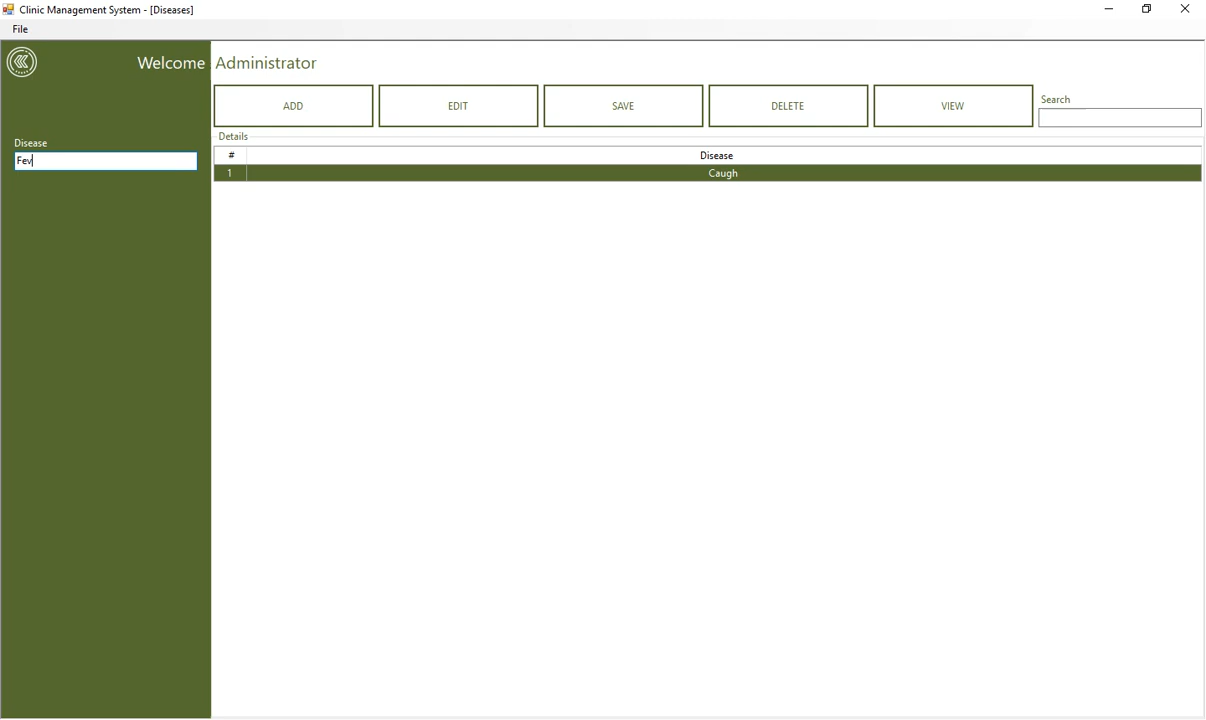 Clinic Management System - [Diseases]
File
Welcome Administrator
ADD EDIT SAVE DELETE VIEW
Search
Details
Disease
Fev
# Disease
1 Caugh